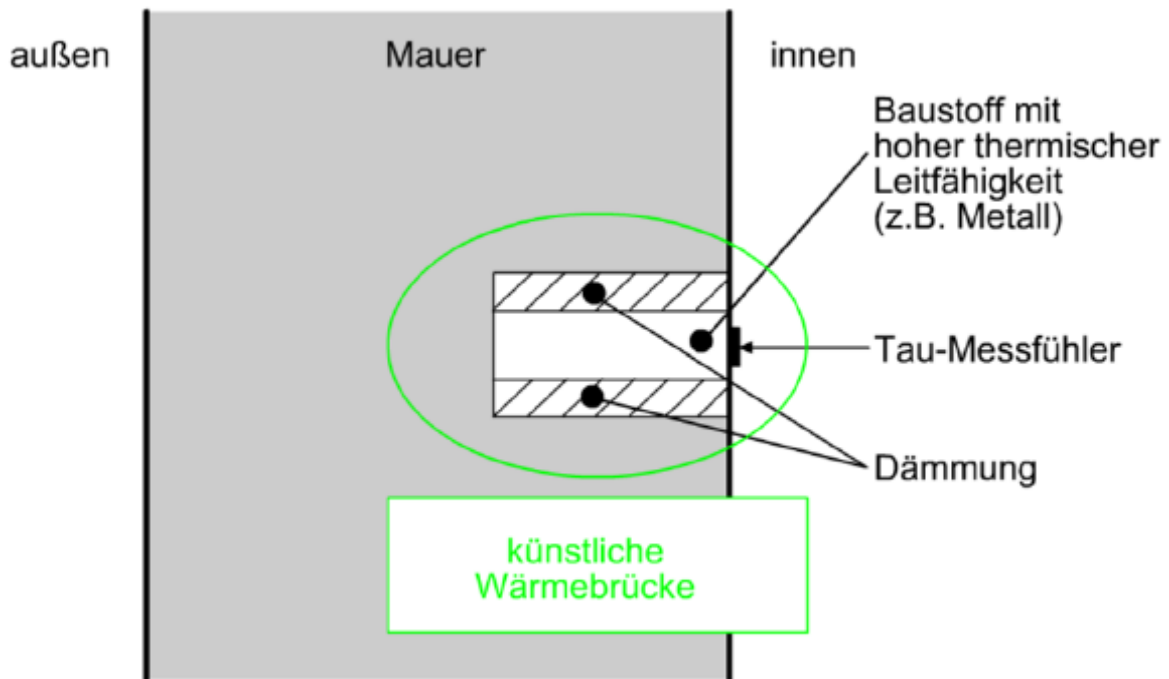 außen
Mauer
innen
Baustoff mit
hoher thermischer
Leitfähigkeit
(z.B. Metall)
Tau-Messfühler
Dämmung
künstliche
Wärmebrücke